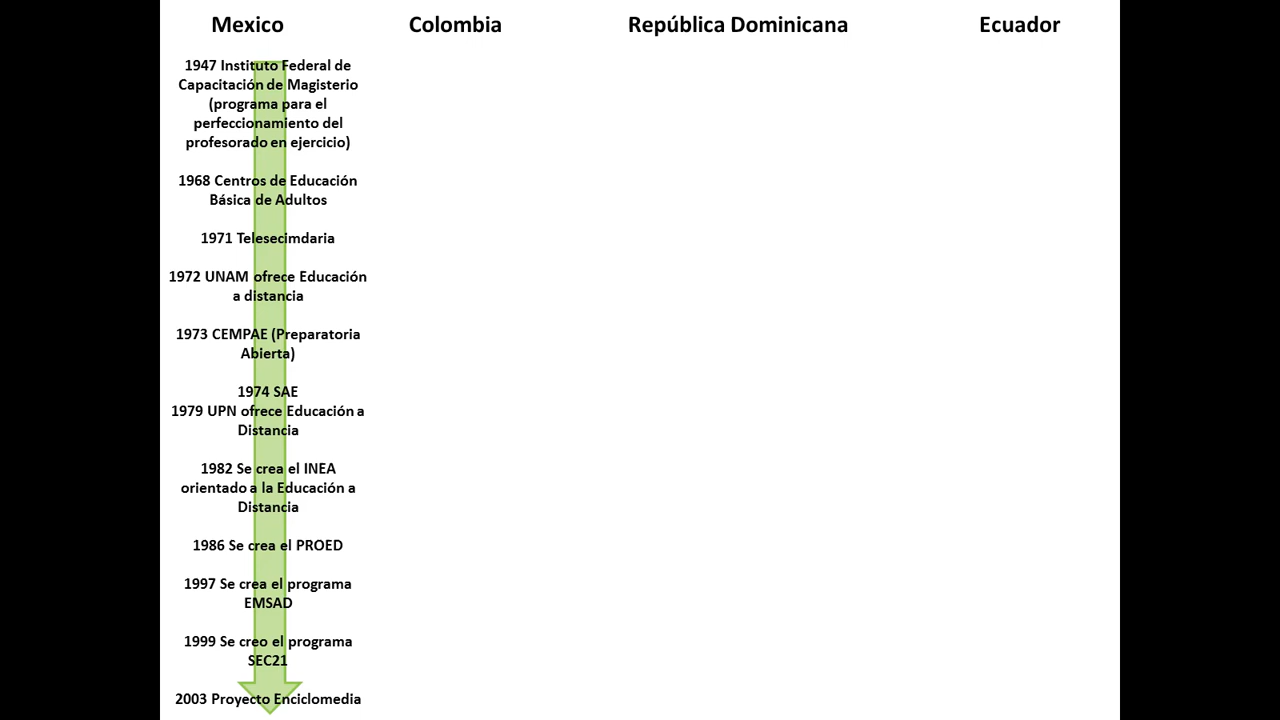 Mexico
Colombia
República Dominicana
Ecuador
1947 Instituto Federal de
Capacitación de Magisterio
(programa para el
perfeccionamiento del
profesorado en ejercicio)
1968 Centros de Educación
Básica de Adultos
1971 Telesecimdaria
1972 UNAM ofrece Educación
a distancia
1973 CEMPAE (Preparatoria
Abierta)
1974 SAE
1979 UPN ofrece Educación a
Distancia
1982 Se crea el INEA
orientado a la Educación a
Distancia
1986 Se crea el PROED
1997 Se crea el programa
EMSAD
1999 Se creo el programa
SEC21
2003 Proyecto Enciclomedia